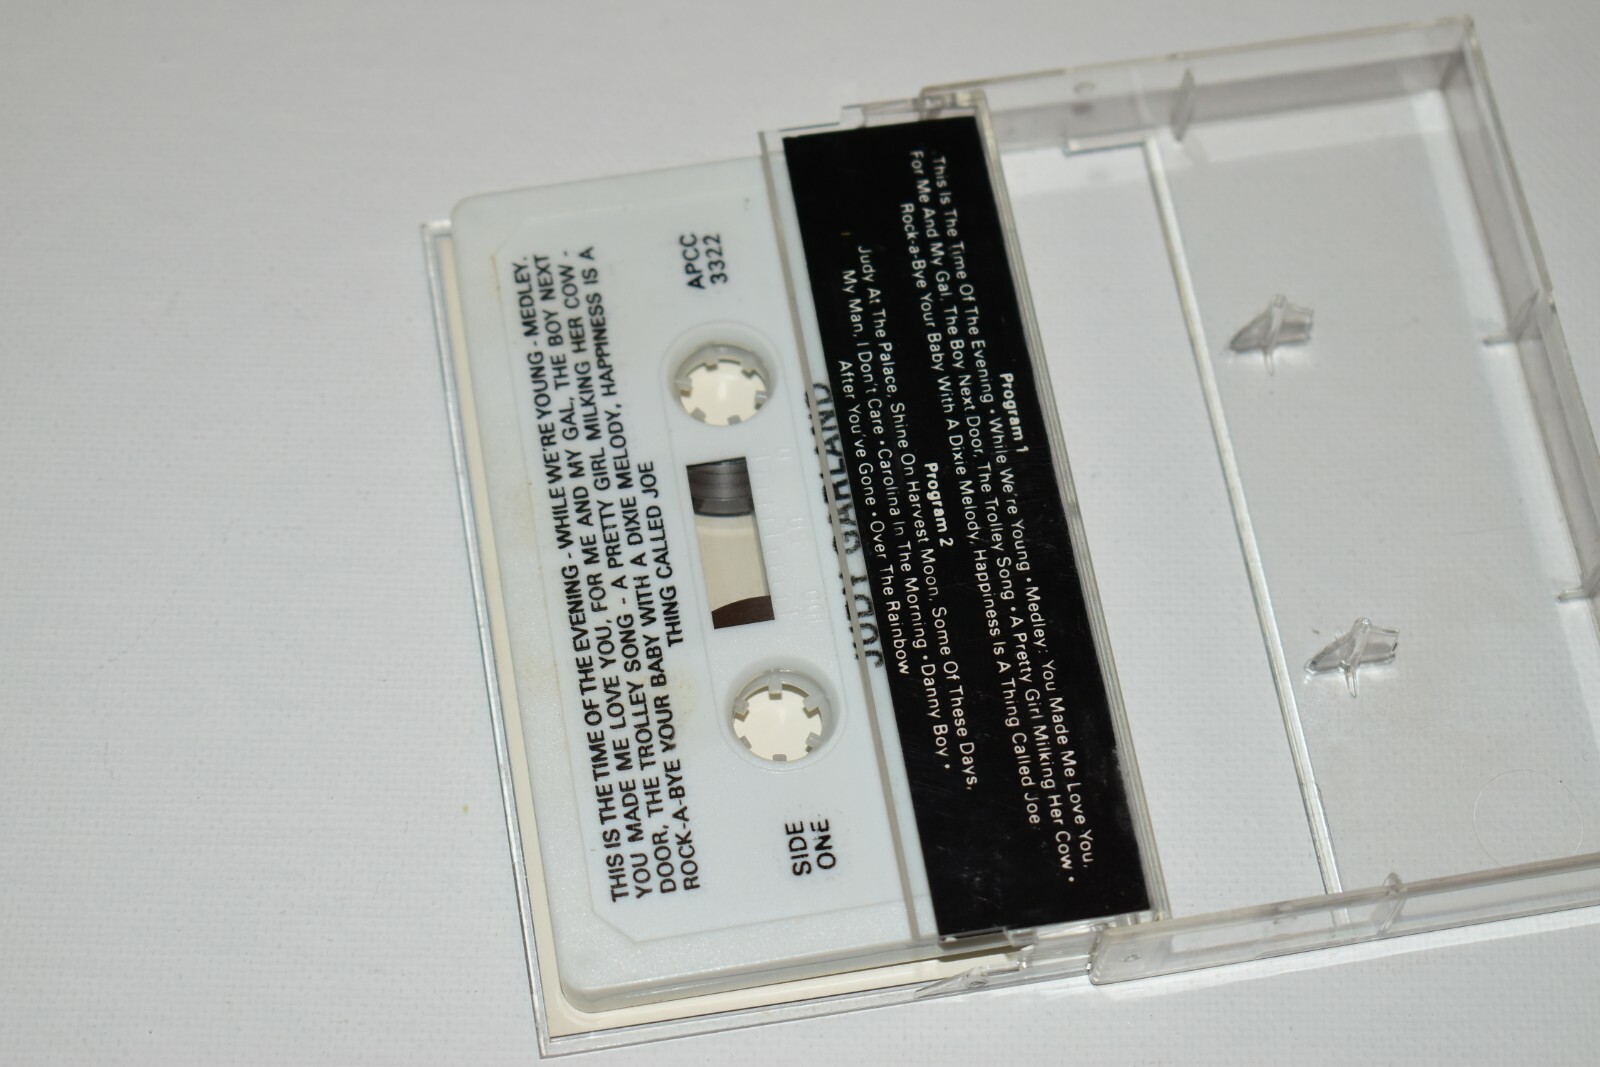 THIS IS THE TIME OF THE EVENING - WHILE WE'RE YOUNG - MEDLEY,
YOU MADE ME LOVE YOU, FOR ME AND MY GAL, THE BOY NEXT
DOOR, THE TROLLEY SONG - A PRETTY GIRL MILKING HER COW -
ROCK-A-BYE YOUR BABY WITH A DIXIE MELODY, HAPPINESS IS A
THING CALLED JOE
SIDE
ONE
APCC
3322
JUDY GARLAND
Program 1
This Is The Time Of The Evening • While We're Young • Medley: You Made Me Love You,
For Me And My Gal, The Boy Next Door, The Trolley Song • A Pretty Girl Milking Her Cow •
Rock-a-Bye Your Baby With A Dixie Melody, Happiness Is A Thing Called Joe
Program 2
Judy At The Palace, Shine On Harvest Moon, Some Of These Days,
My Man, I Don't Care • Carolina In The Morning • Danny Boy •
After You've Gone • Over The Rainbow